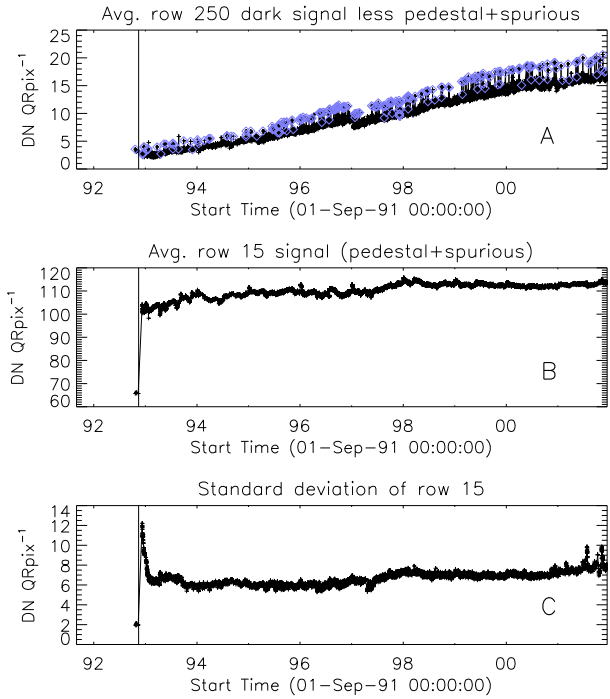 Avg. row 250 dark signal less pedestal+spurious
25
20
15
10
5
0
DN QRpix⁻¹
A
92 94 96 98 00
Start Time (01-Sep-91 00:00:00)
Avg. row 15 signal (pedestal+spurious)
120
110
100
90
80
70
60
DN QRpix⁻¹
B
92 94 96 98 00
Start Time (01-Sep-91 00:00:00)
Standard deviation of row 15
14
12
10
8
6
4
2
0
DN QRpix⁻¹
C
92 94 96 98 00
Start Time (01-Sep-91 00:00:00)